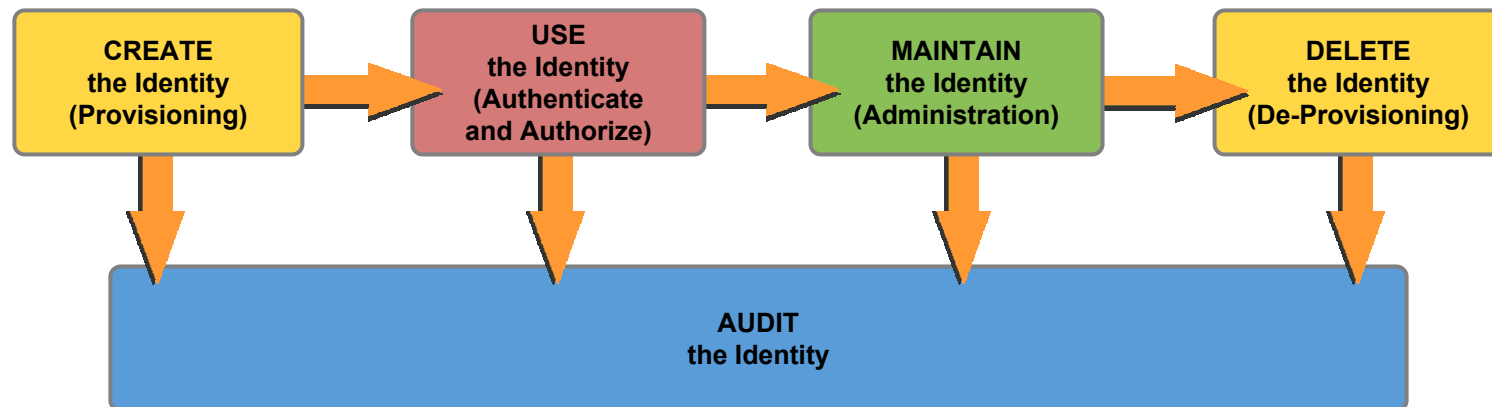 CREATE
the Identity
(Provisioning)
USE
the Identity
(Authenticate
and Authorize)
MAINTAIN
the Identity
(Administration)
DELETE
the Identity
(De-Provisioning)
AUDIT
the Identity